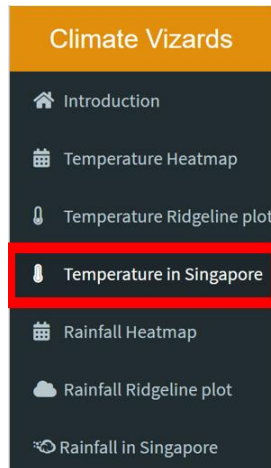 Climate Vizards
Introduction
Temperature Heatmap
Temperature Ridgeline plot
Temperature in Singapore
Rainfall Heatmap
Rainfall Ridgeline plot
Rainfall in Singapore